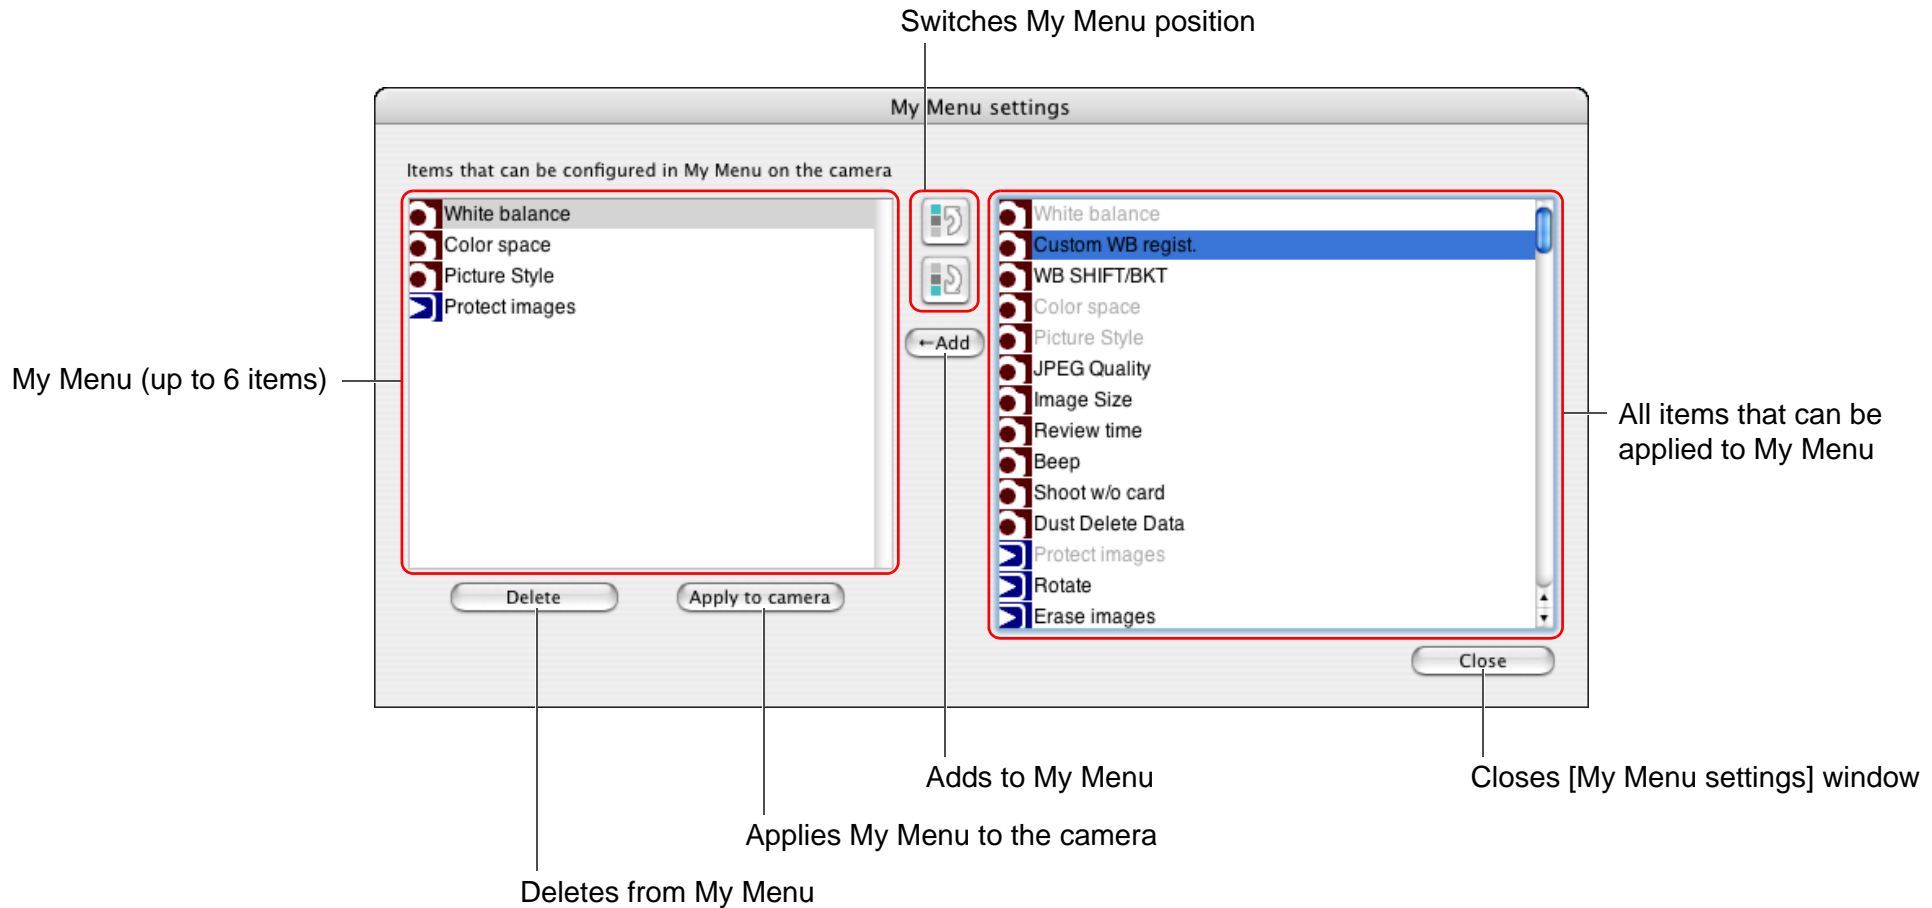 Switches My Menu position
My Menu settings
Items that can be configured in My Menu on the camera
White balance
Color space
Picture Style
Protect images
←Add
White balance
Custom WB regist.
WB SHIFT/BKT
Color space
Picture Style
JPEG Quality
Image Size
Review time
Beep
Shoot w/o card
Dust Delete Data
Protect images
Rotate
Erase images
My Menu (up to 6 items)
All items that can be
applied to My Menu
Delete
Apply to camera
Close
Adds to My Menu
Closes [My Menu settings] window
Applies My Menu to the camera
Deletes from My Menu